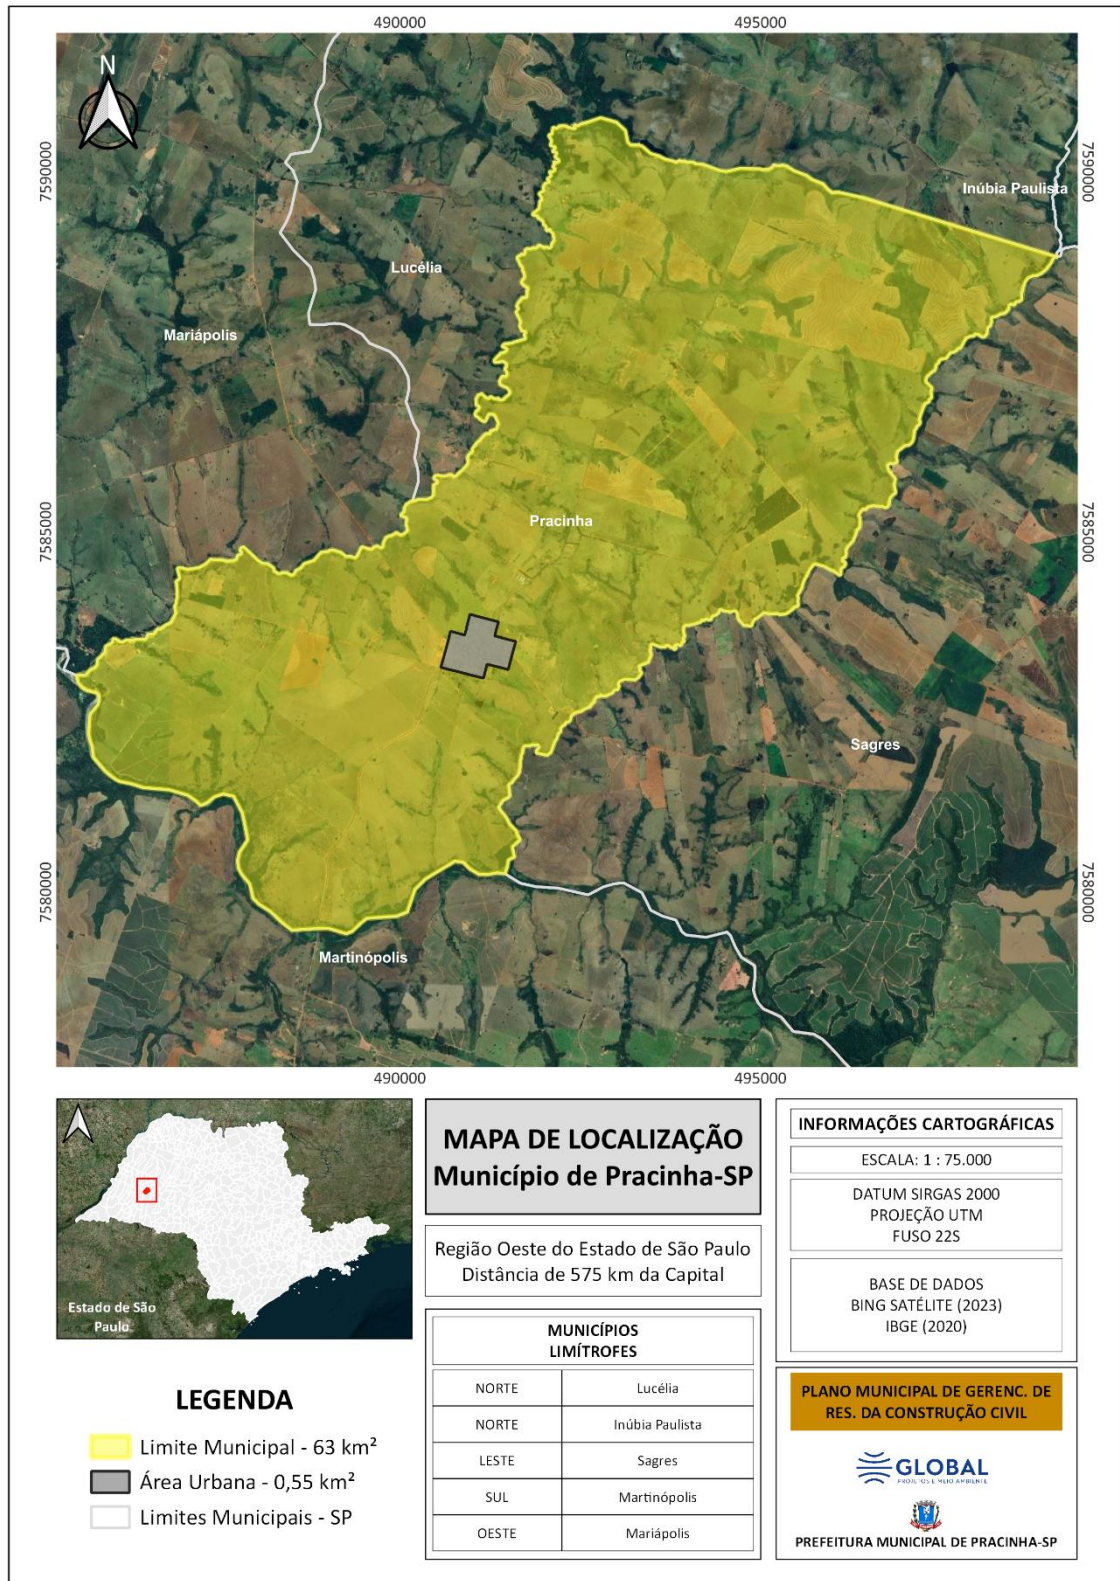 490000
495000
N
7590000
7590000
Inúbia Paulista
Lucélia
Mariápolis
Pracinha
7585000
7585000
Sagres
7580000
7580000
Martinópolis
490000
495000
Estado de São
Paulo
LEGENDA
Limite Municipal - 63 km²
Área Urbana - 0,55 km²
Limites Municipais - SP
MAPA DE LOCALIZAÇÃO
Município de Pracinha-SP
Região Oeste do Estado de São Paulo
Distância de 575 km da Capital
MUNICÍPIOS
LIMÍTROFES
NORTE Lucélia
NORTE Inúbia Paulista
LESTE Sagres
SUL Martinópolis
OESTE Mariápolis
INFORMAÇÕES CARTOGRÁFICAS
ESCALA: 1 : 75.000
DATUM SIRGAS 2000
PROJEÇÃO UTM
FUSO 22S
BASE DE DADOS
BING SATÉLITE (2023)
IBGE (2020)
PLANO MUNICIPAL DE GERENC. DE
RES. DA CONSTRUÇÃO CIVIL
GLOBAL
PROJETOS E MEIO AMBIENTE
PREFEITURA MUNICIPAL DE PRACINHA-SP